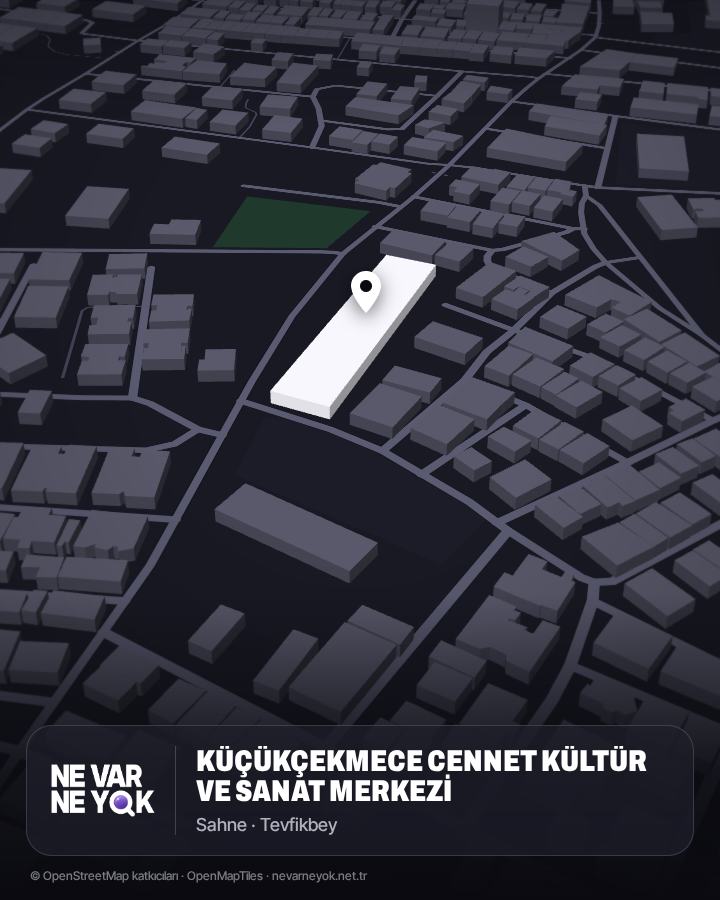 NE VAR
NE YOK
KÜÇÜKÇEKMECE CENNET KÜLTÜR
VE SANAT MERKEZİ
Sahne · Tevfikbey
© OpenStreetMap katkıcıları · OpenMapTiles · nevarneyok.net.tr